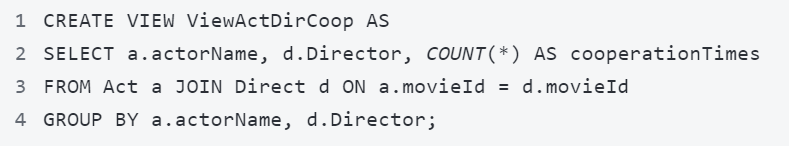 1 CREATE VIEW ViewActDirCoop AS
2 SELECT a.actorName, d.Director, COUNT(*) AS cooperationTimes
3 FROM Act a JOIN Direct d ON a.movieId = d.movieId
4 GROUP BY a.actorName, d.Director;